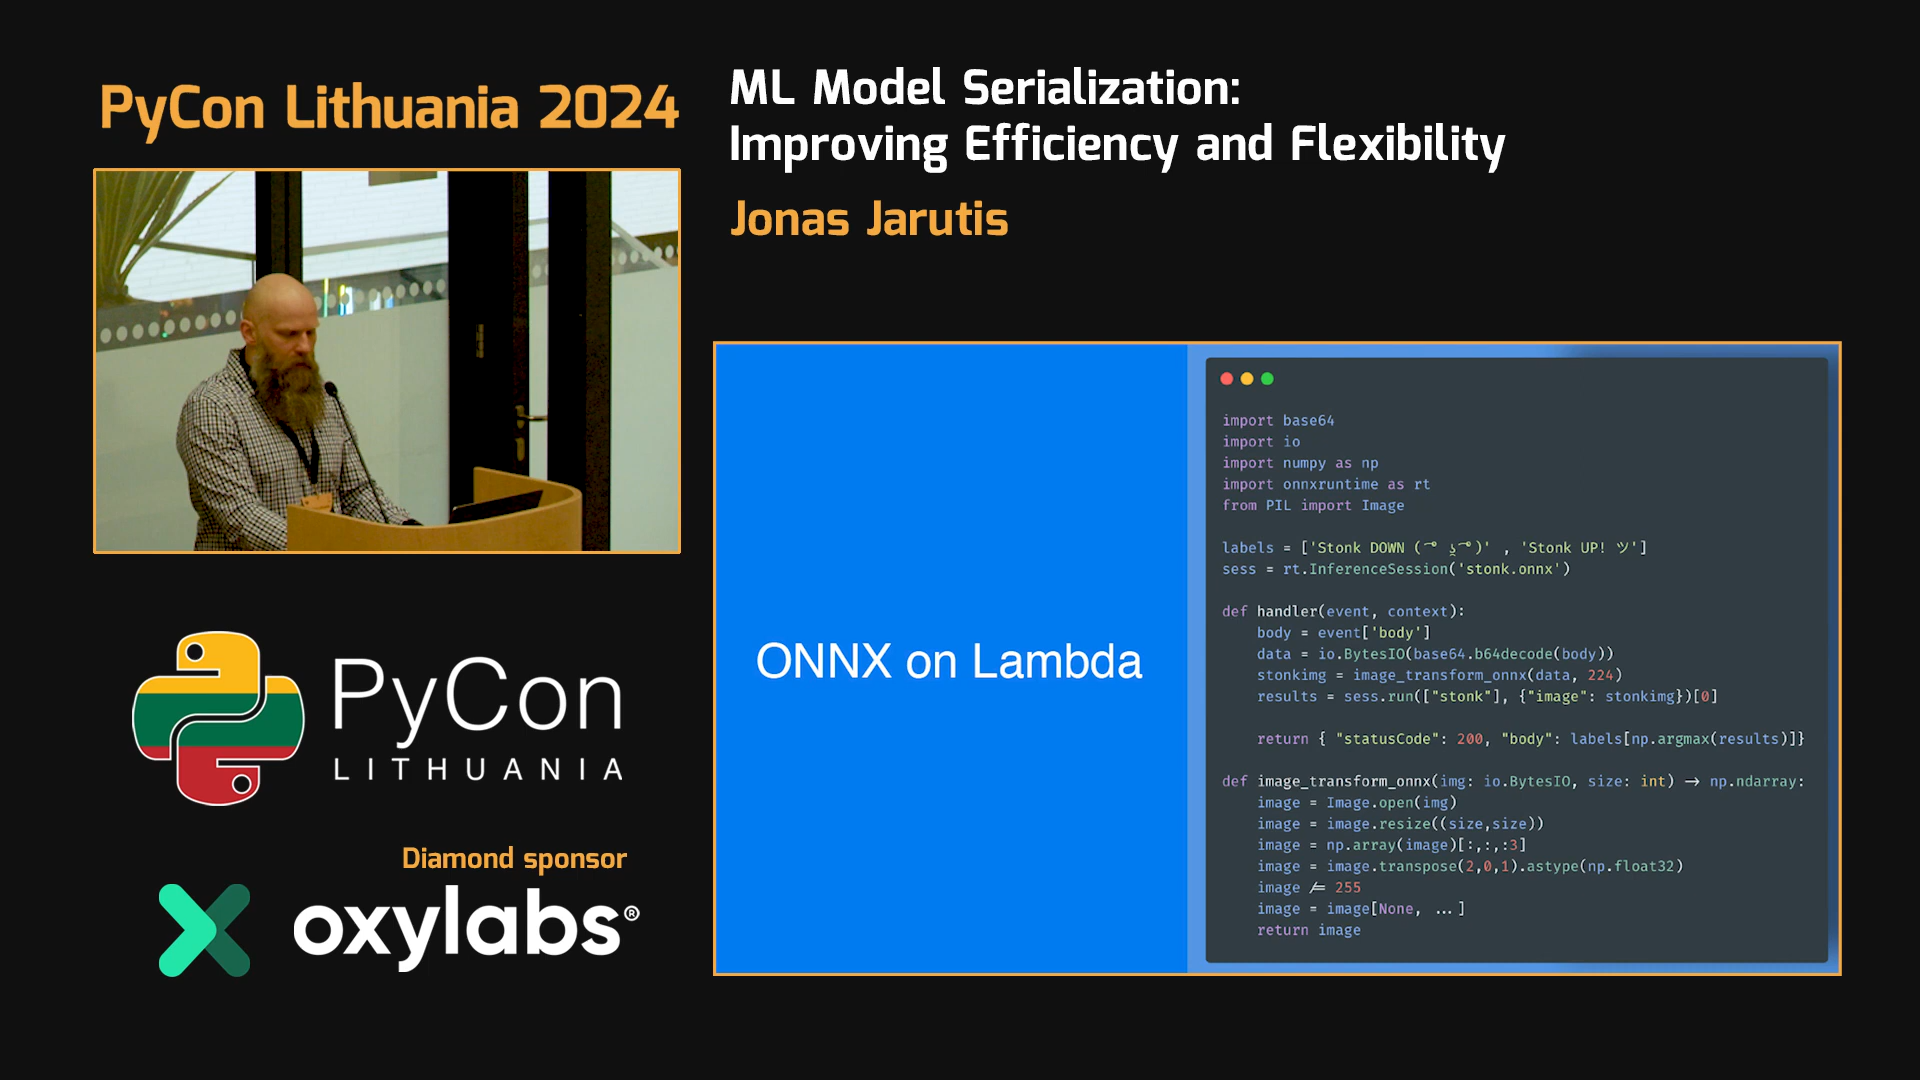 PyCon Lithuania 2024
ML Model Serialization:
Improving Efficiency and Flexibility
Jonas Jarutis
PyCon
LITHUANIA
Diamond sponsor
oxylabs®
ONNX on Lambda
import base64
import io
import numpy as np
import onnxruntime as rt
from PIL import Image
labels = ['Stonk DOWN ( ͡° ʖ̯ ͡°)' , 'Stonk UP! ツ']
sess = rt.InferenceSession('stonk.onnx')
def handler(event, context):
    body = event['body']
    data = io.BytesIO(base64.b64decode(body))
    stonkimg = image_transform_onnx(data, 224)
    results = sess.run(["stonk"], {"image": stonkimg})[0]
    return { "statusCode": 200, "body": labels[np.argmax(results)]}
def image_transform_onnx(img: io.BytesIO, size: int) -> np.ndarray:
    image = Image.open(img)
    image = image.resize((size,size))
    image = np.array(image)[:,:,:3]
    image = image.transpose(2,0,1).astype(np.float32)
    image /= 255
    image = image[None, ...]
    return image